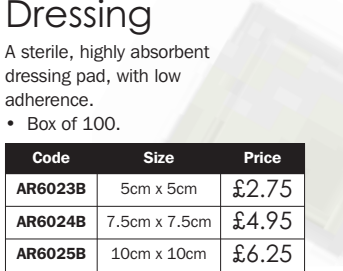 Dressing
A sterile, highly absorbent
dressing pad, with low
adherence.
• Box of 100.
Code Size Price
AR6023B 5cm x 5cm £2.75
AR6024B 7.5cm x 7.5cm £4.95
AR6025B 10cm x 10cm £6.25